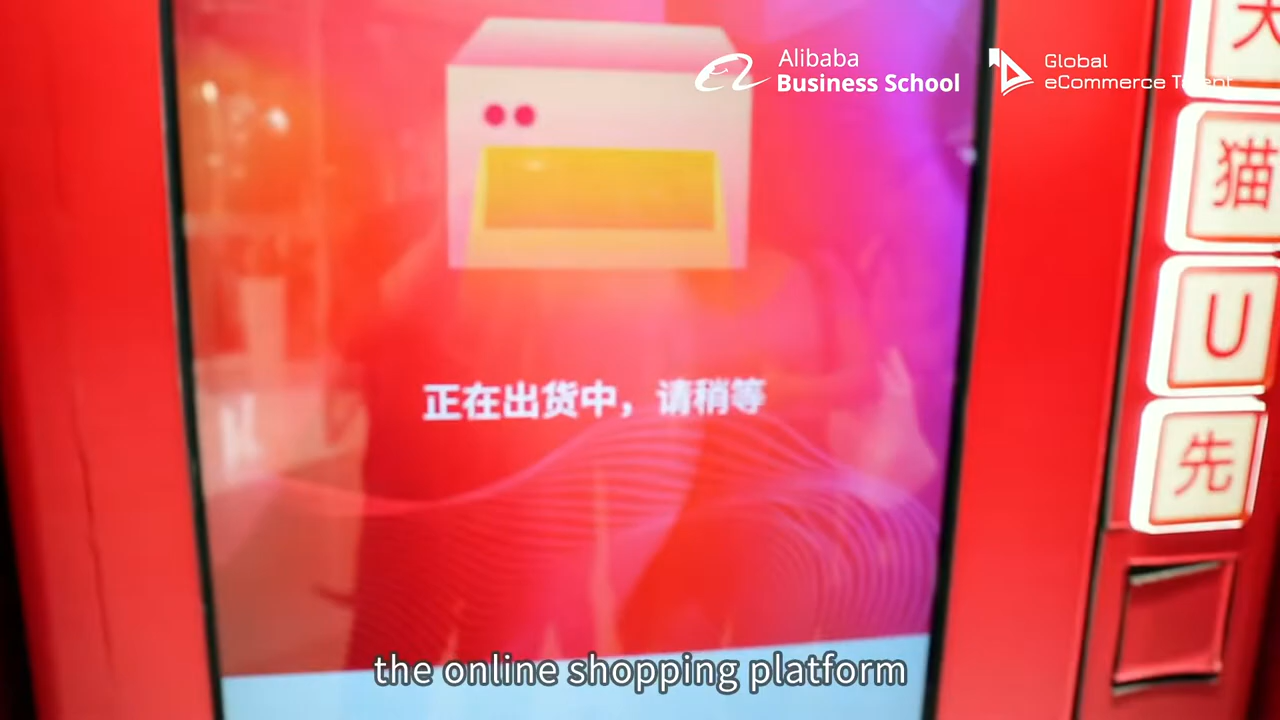 Alibaba
Business School
Global
eCommerce Talent
天
猫
U
先
正在出货中，请稍等
the online shopping platform